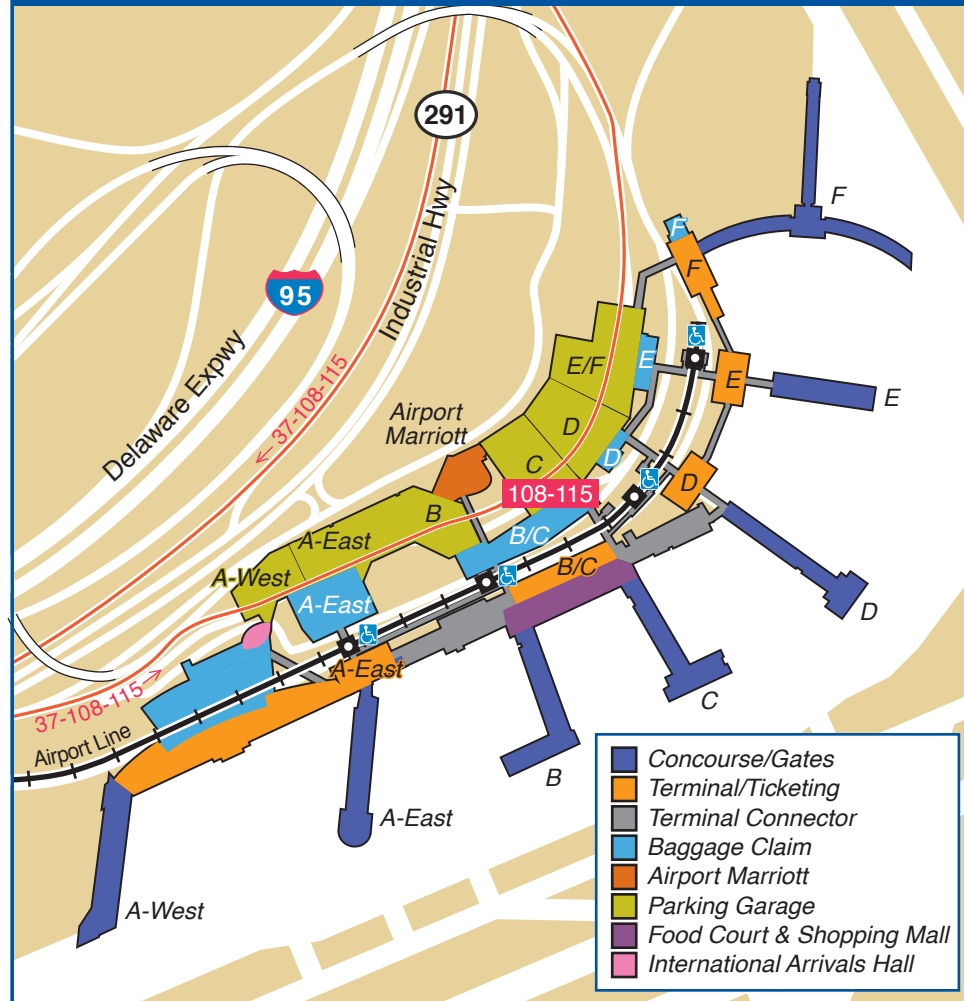 291
F
F
F
95
Industrial Hwy
Delaware Expwy
← 37-108-115
E/F
E
E
E
Airport
Marriott
D
D
D
D
C
108-115
B
B/C
B/C
A-East
A-West
A-East
A-East
37-108-115 →
Airport Line
C
B
A-East
A-West
Concourse/Gates
Terminal/Ticketing
Terminal Connector
Baggage Claim
Airport Marriott
Parking Garage
Food Court & Shopping Mall
International Arrivals Hall